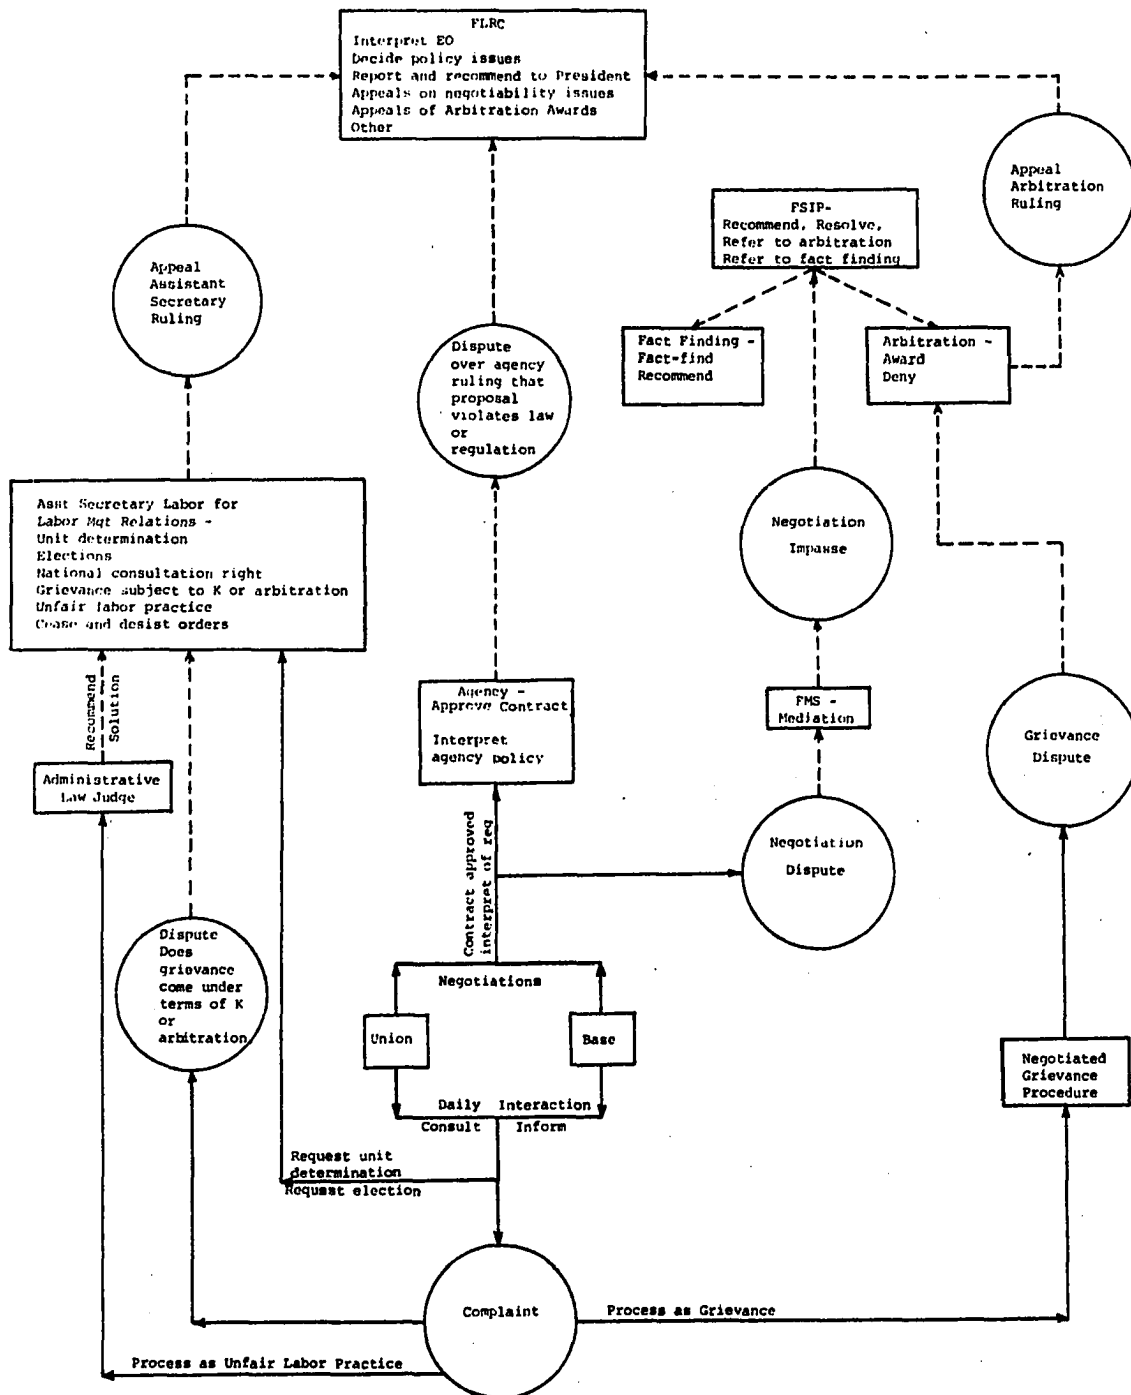 FLRC
Interpret EO
Decide policy issues
Report and recommend to President
Appeals on negotiability issues
Appeals of Arbitration Awards
Other
Appeal
Arbitration
Ruling
FSIP-
Recommend, Resolve,
Refer to arbitration
Refer to fact finding
Appeal
Assistant
Secretary
Ruling
Dispute
over agency
ruling that
proposal
violates law
or
regulation
Fact Finding -
Fact-find
Recommend
Arbitration -
Award
Deny
Asst Secretary Labor for
Labor Mgt Relations -
Unit determination
Elections
National consultation right
Grievance subject to K or arbitration
Unfair labor practice
Cease and desist orders
Negotiation
Impasse
Recommend
Solution
Agency -
Approve Contract
Interpret
agency policy
FMS -
Mediation
Grievance
Dispute
Administrative
Law Judge
Contract approved
interpret of reg
Negotiation
Dispute
Dispute
Does
grievance
come under
terms of K
or
arbitration
Negotiations
Union
Base
Negotiated
Grievance
Procedure
Daily Interaction
Consult Inform
Request unit
determination
Request election
Complaint
Process as Grievance
Process as Unfair Labor Practice